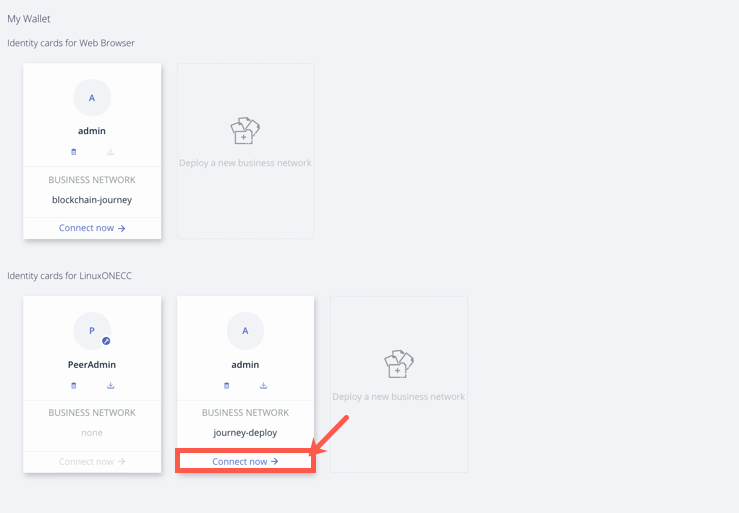 My Wallet
Identity cards for Web Browser
A
admin
BUSINESS NETWORK
blockchain-journey
Connect now
Deploy a new business network
Identity cards for LinuxONECC
P
PeerAdmin
BUSINESS NETWORK
none
Connect now
A
admin
BUSINESS NETWORK
journey-deploy
Connect now
Deploy a new business network